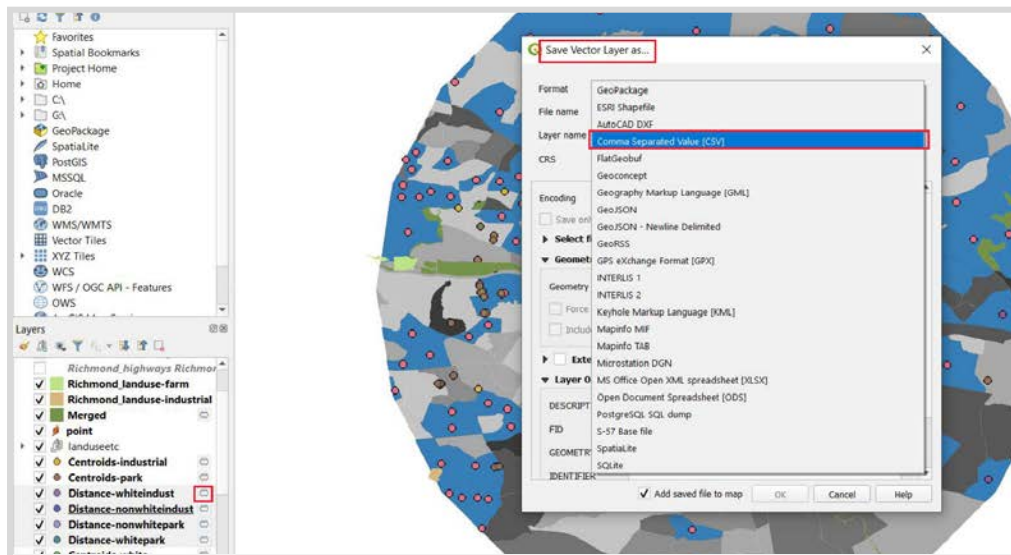 Favorites
Spatial Bookmarks
Project Home
Home
C:\
G:\
GeoPackage
SpatiaLite
PostGIS
MSSQL
Oracle
DB2
WMS/WMTS
Vector Tiles
XYZ Tiles
WCS
WFS / OGC API - Features
OWS
Layers
Richmond_highways Richmor
Richmond_landuse-farm
Richmond_landuse-industrial
Merged
point
landuseetc
Centroids-industrial
Centroids-park
Distance-whiteindust
Distance-nonwhiteindust
Distance-nonwhitepark
Distance-whitepark
Save Vector Layer as...
Format
File name
Layer name
CRS
Encoding
Save onl
Select fi
Geomet
Geometry
Force
Includ
Exte
Layer O
DESCRIPT
FID
GEOMETR
IDENTIFIER
GeoPackage
ESRI Shapefile
AutoCAD DXF
Comma Separated Value [CSV]
FlatGeobuf
Geoconcept
Geography Markup Language [GML]
GeoJSON
GeoJSON - Newline Delimited
GeoRSS
GPS eXchange Format [GPX]
INTERLIS 1
INTERLIS 2
Keyhole Markup Language [KML]
Mapinfo MIF
Mapinfo TAB
Microstation DGN
MS Office Open XML spreadsheet [XLSX]
Open Document Spreadsheet [ODS]
PostgreSQL SQL dump
S-57 Base file
SpatiaLite
SQLite
Add saved file to map OK Cancel Help